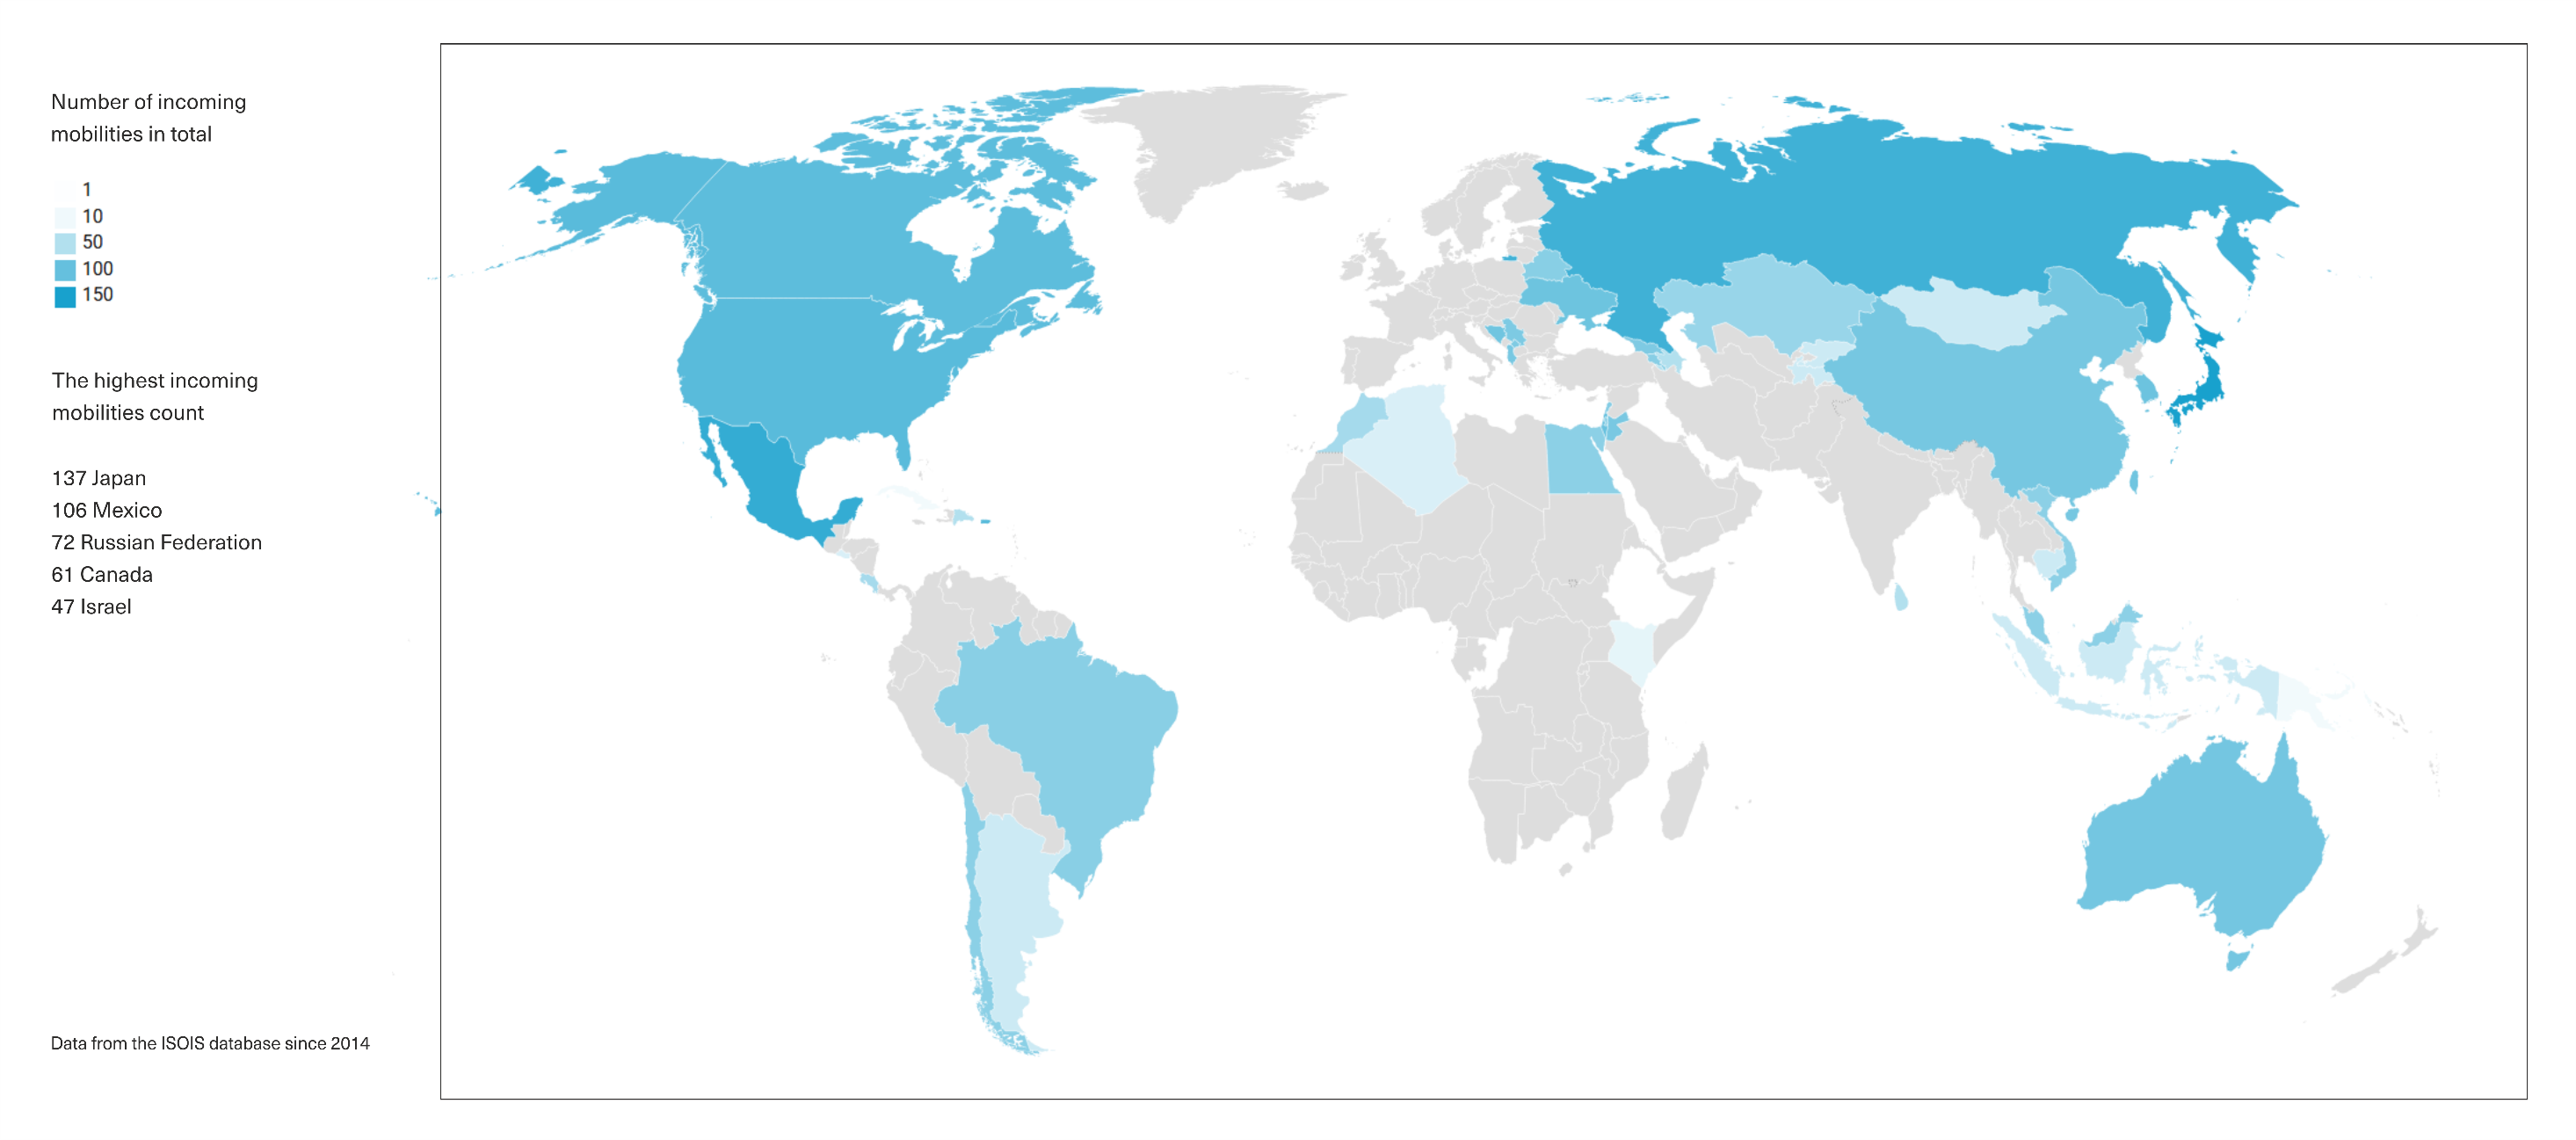 Number of incoming
mobilities in total
1
10
50
100
150
The highest incoming
mobilities count
137 Japan
106 Mexico
72 Russian Federation
61 Canada
47 Israel
Data from the ISOIS database since 2014